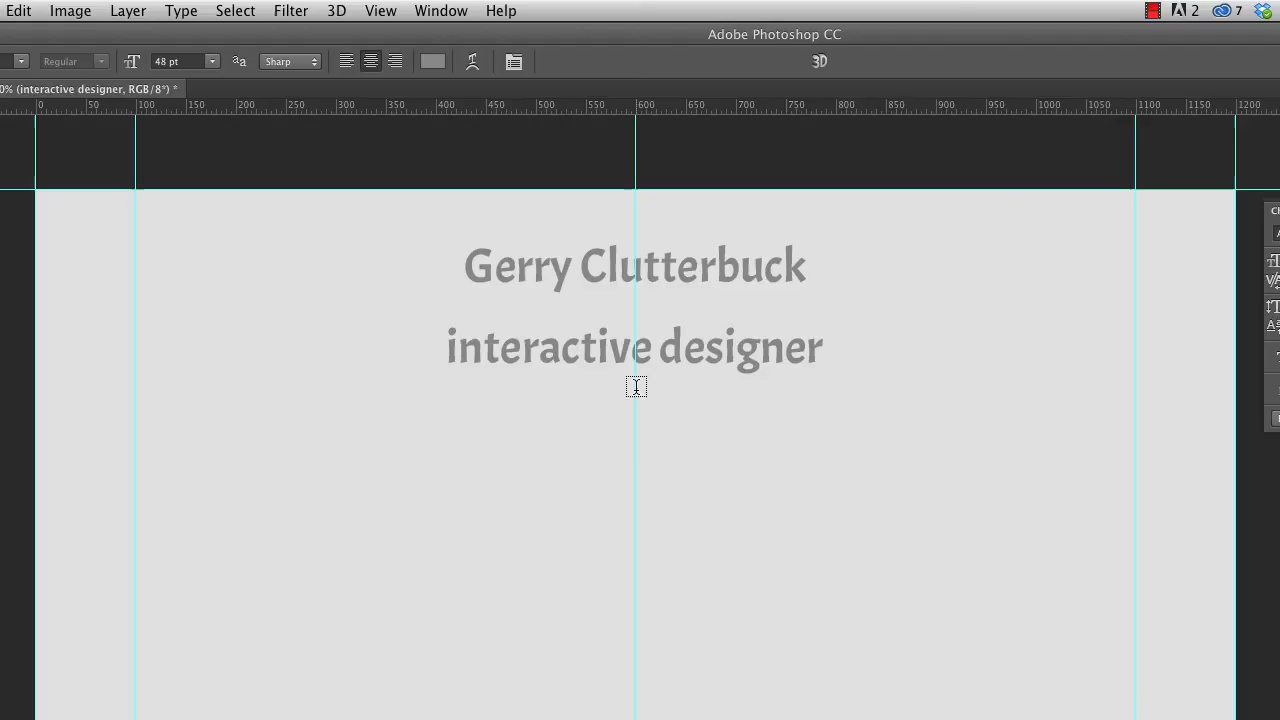 Edit Image Layer Type Select Filter 3D View Window Help 2 7
Adobe Photoshop CC
Regular 48 pt Sharp 3D
0% (interactive designer, RGB/8*) *
0 50 100 150 200 250 300 350 400 450 500 550 600 650 700 750 800 850 900 950 1000 1050 1100 1150 1200
Gerry Clutterbuck
interactive designer